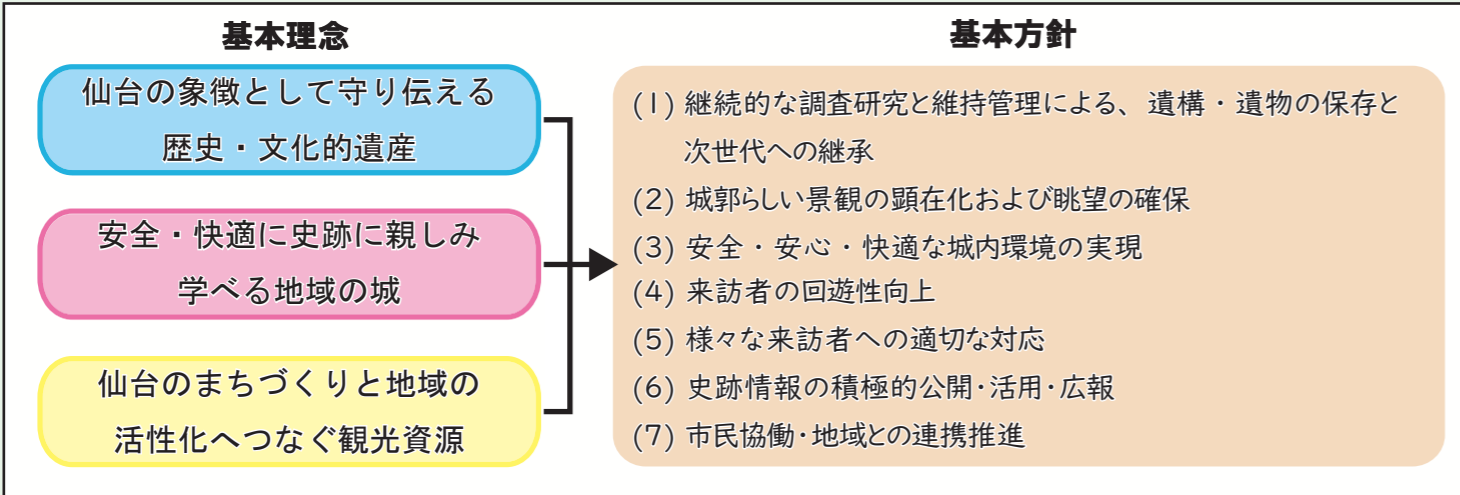 基本理念
仙台の象徴として守り伝える
歴史・文化的遺産
安全・快適に史跡に親しみ
学べる地域の城
仙台のまちづくりと地域の
活性化へつなぐ観光資源
基本方針
(1) 継続的な調査研究と維持管理による、遺構・遺物の保存と
次世代への継承
(2) 城郭らしい景観の顕在化および眺望の確保
(3) 安全・安心・快適な城内環境の実現
(4) 来訪者の回遊性向上
(5) 様々な来訪者への適切な対応
(6) 史跡情報の積極的公開・活用・広報
(7) 市民協働・地域との連携推進